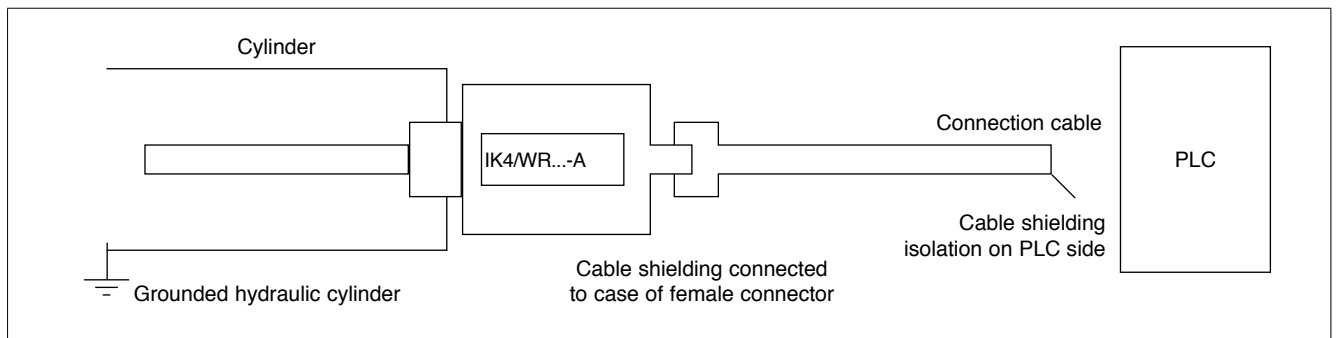 Cylinder
IK4/WR...-A
Connection cable
PLC
Cable shielding
isolation on PLC side
Cable shielding connected
to case of female connector
Grounded hydraulic cylinder